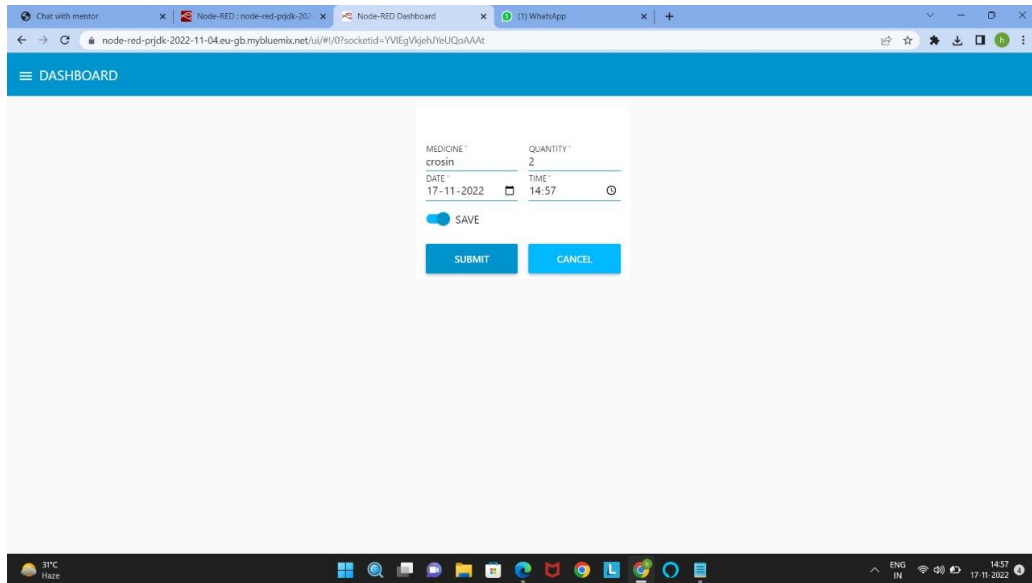 Chat with mentor
Node-RED : node-red-prjdk-202
Node-RED Dashboard
(1) WhatsApp
node-red-prjdk-2022-11-04.eu-gb.mybluemix.net/ui/#!/0?socketid=YVIEgVkjehJYeUQoAAAt
h
DASHBOARD
MEDICINE * QUANTITY *
crosin 2
DATE * TIME *
17-11-2022 14:57
SAVE
SUBMIT CANCEL
31°C
Haze
ENG
IN
14:57
17-11-2022
4